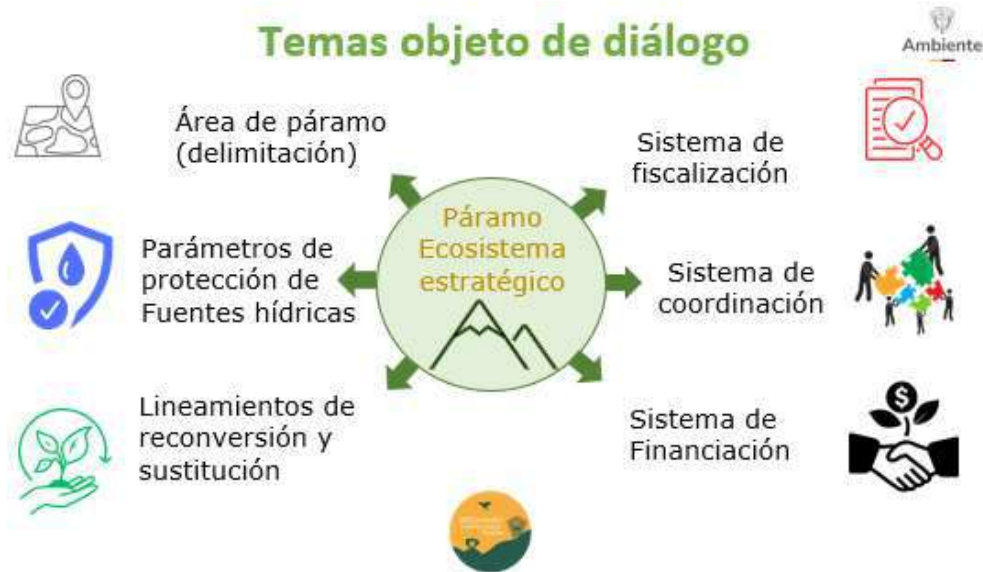 Temas objeto de diálogo
Ambiente
Área de páramo
(delimitación)
Parámetros de
protección de
Fuentes hídricas
Lineamientos de
reconversión y
sustitución
Páramo
Ecosistema
estratégico
Sistema de
fiscalización
Sistema de
coordinación
Sistema de
Financiación
$